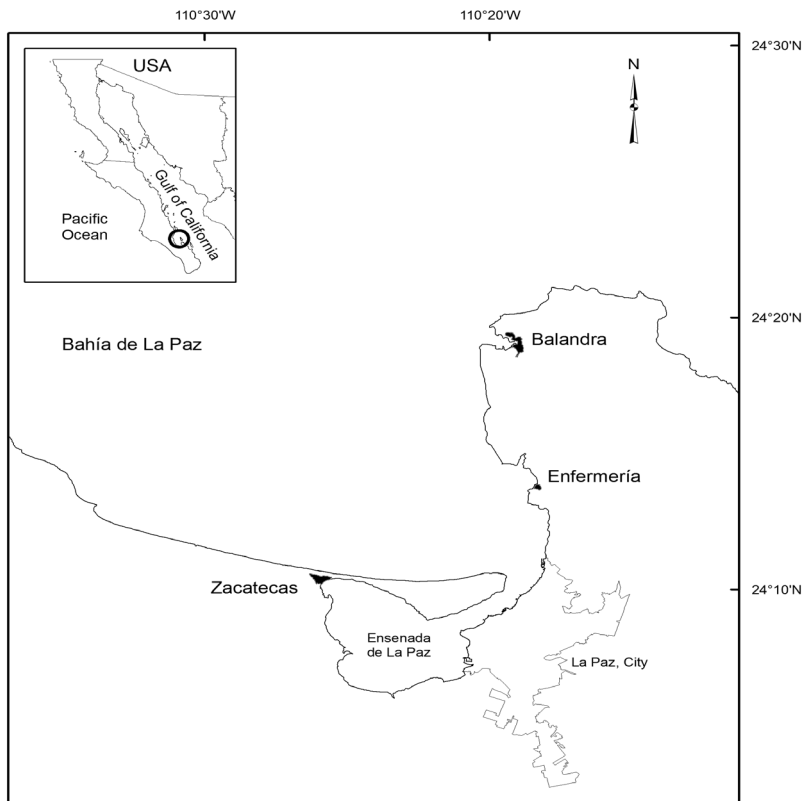 110°30'W
110°20'W
24°30'N
N
USA
Gulf of California
Pacific
Ocean
24°20'N
Balandra
Bahía de La Paz
Enfermería
Zacatecas
24°10'N
Ensenada
de La Paz
La Paz, City